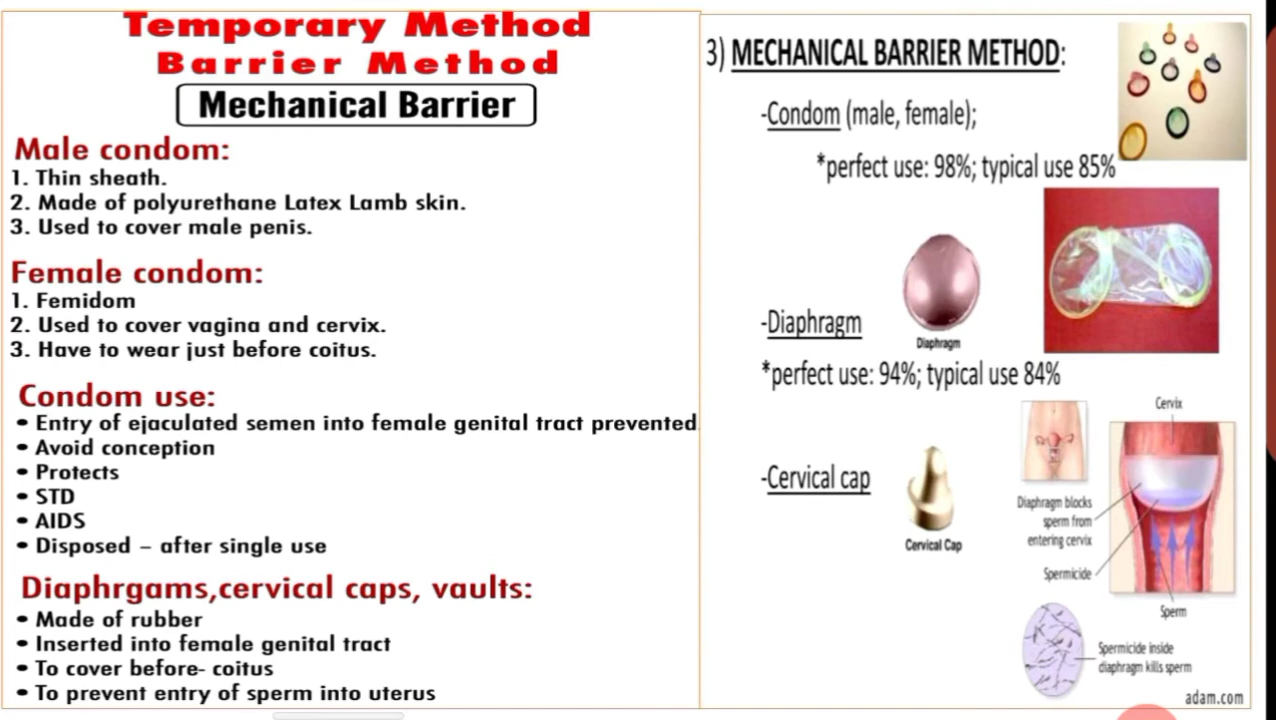 Temporary Method
Barrier Method
Mechanical Barrier
Male condom:
1. Thin sheath.
2. Made of polyurethane Latex Lamb skin.
3. Used to cover male penis.
Female condom:
1. Femidom
2. Used to cover vagina and cervix.
3. Have to wear just before coitus.
Condom use:
• Entry of ejaculated semen into female genital tract prevented
• Avoid conception
• Protects
• STD
• AIDS
• Disposed – after single use
Diaphrgams,cervical caps, vaults:
• Made of rubber
• Inserted into female genital tract
• To cover before- coitus
• To prevent entry of sperm into uterus
3) MECHANICAL BARRIER METHOD:
-Condom (male, female);
*perfect use: 98%; typical use 85%
-Diaphragm
Diaphragm
*perfect use: 94%; typical use 84%
-Cervical cap
Cervical Cap
Cervix
Diaphragm blocks
sperm from
entering cervix
Spermicide
Sperm
Spermicide inside
diaphragm kills sperm
adam.com